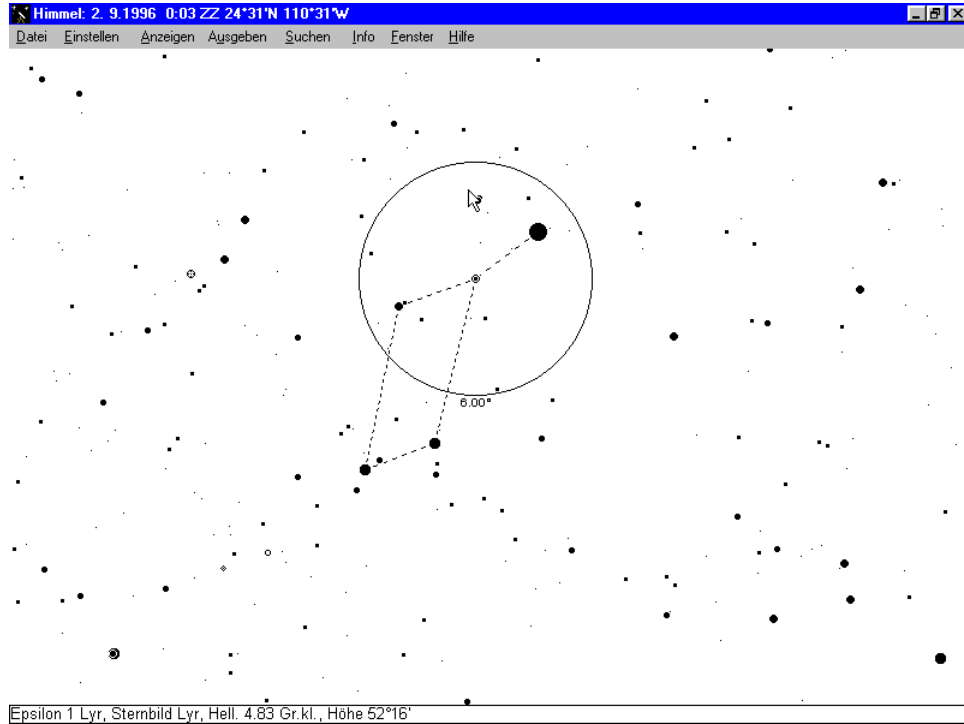 Himmel: 2. 9.1996 0:03 ZZ 24°31'N 110°31'W
Datei Einstellen Anzeigen Ausgeben Suchen Info Fenster Hilfe
6.00°
Epsilon 1 Lyr, Sternbild Lyr, Hell. 4.83 Gr.kl., Höhe 52°16'